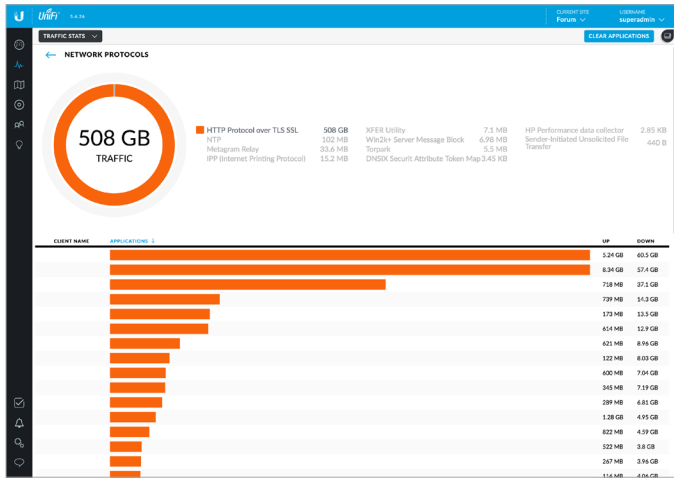 U UniFi 5.6.26 CURRENT SITE USERNAME
Forum superadmin
TRAFFIC STATS CLEAR APPLICATIONS
← NETWORK PROTOCOLS
508 GB
TRAFFIC
HTTP Protocol over TLS SSL 508 GB XFER Utility 7.1 MB HP Performance data collector 2.85 KB
NTP 102 MB Win2k+ Server Message Block 6.98 MB Sender-Initiated Unsolicited File Transfer 440 B
Metagram Relay 33.6 MB Torpark 5.5 MB
IPP (Internet Printing Protocol) 15.2 MB DNSIX Securit Attribute Token Map 3.45 KB
CLIENT NAME APPLICATIONS ↓ UP DOWN
5.24 GB 60.5 GB
8.34 GB 57.4 GB
718 MB 37.1 GB
739 MB 14.3 GB
173 MB 13.5 GB
614 MB 12.9 GB
621 MB 8.96 GB
122 MB 8.03 GB
600 MB 7.04 GB
345 MB 7.19 GB
289 MB 6.81 GB
1.28 GB 4.95 GB
822 MB 4.59 GB
522 MB 3.8 GB
267 MB 3.96 GB
116 MB 4.06 GB